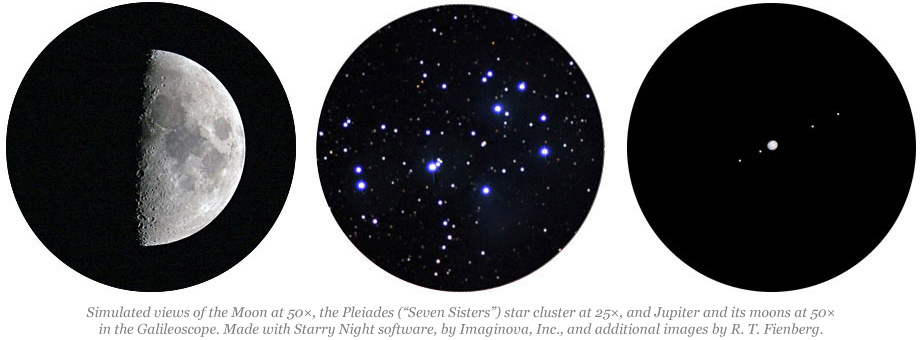 Simulated views of the Moon at 50×, the Pleiades (“Seven Sisters”) star cluster at 25×, and Jupiter and its moons at 50×
in the Galileoscope. Made with Starry Night software, by Imaginova, Inc., and additional images by R. T. Fienberg.